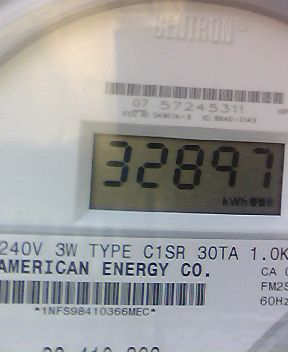 CENTRON
07 57245311
32897
kWh
240V 3W TYPE C1SR 30TA 1.0K
AMERICAN ENERGY CO.
CA
FM2S
60Hz
*1NFS98410366MEC*